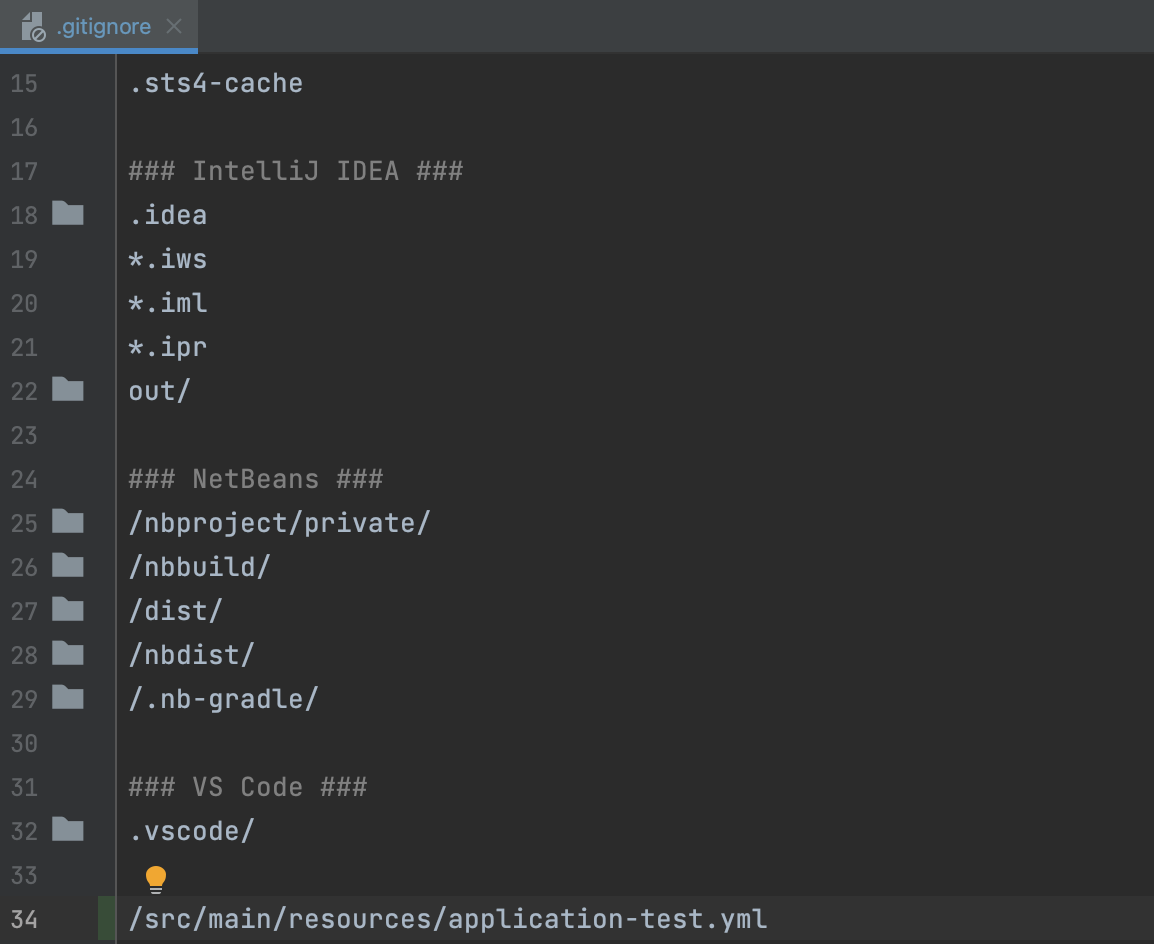 .gitignore
15 .sts4-cache
16
17 ### IntelliJ IDEA ###
18 .idea
19 *.iws
20 *.iml
21 *.ipr
22 out/
23
24 ### NetBeans ###
25 /nbproject/private/
26 /nbbuild/
27 /dist/
28 /nbdist/
29 /.nb-gradle/
30
31 ### VS Code ###
32 .vscode/
33
34 /src/main/resources/application-test.yml